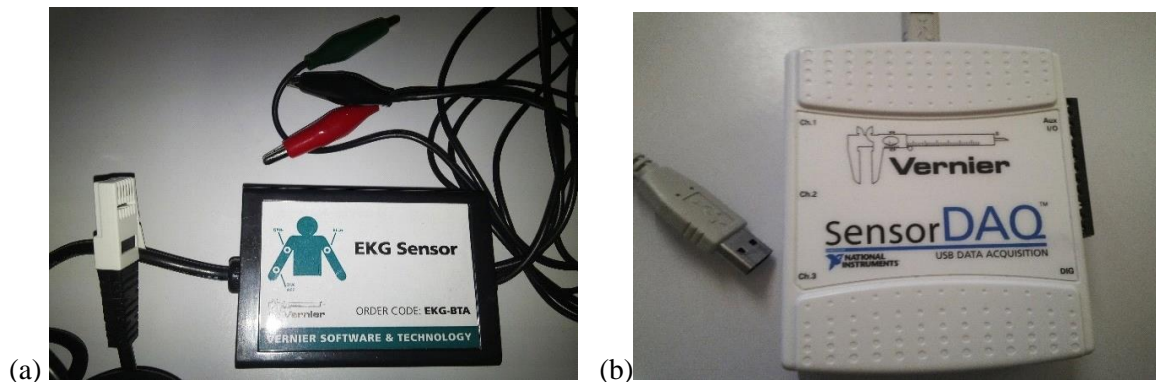 EKG Sensor
Vernier
ORDER CODE: EKG-BTA
VERNIER SOFTWARE & TECHNOLOGY
(a)
Ch.1
Aux
I/O
Vernier
Ch.2
SensorDAQ™
NATIONAL
INSTRUMENTS
USB DATA ACQUISITION
Ch.3
DIG
(b)